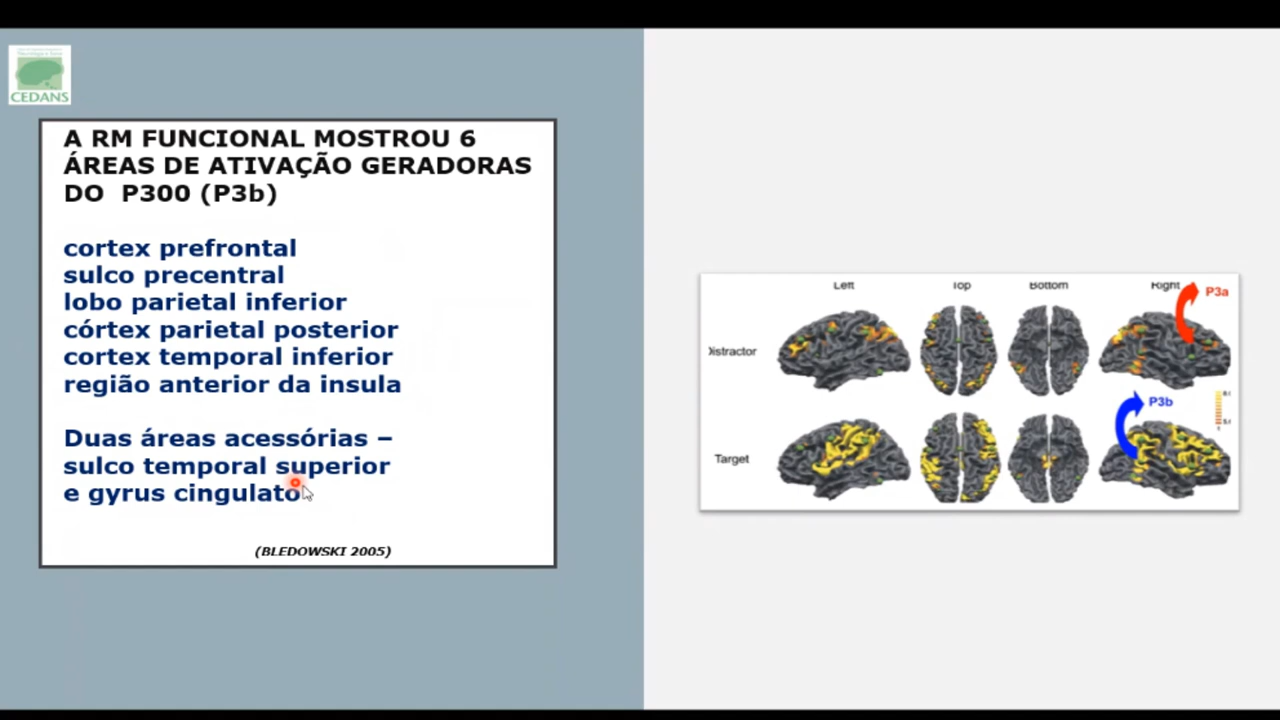 CEDANS
A RM FUNCIONAL MOSTROU 6
ÁREAS DE ATIVAÇÃO GERADORAS
DO P300 (P3b)
cortex prefrontal
sulco precentral
lobo parietal inferior
córtex parietal posterior
cortex temporal inferior
região anterior da insula
Duas áreas acessórias –
sulco temporal superior
e gyrus cingulato
(BLEDOWSKI 2005)
Left Top Bottom Right
P3a
Distractor
P3b
Target